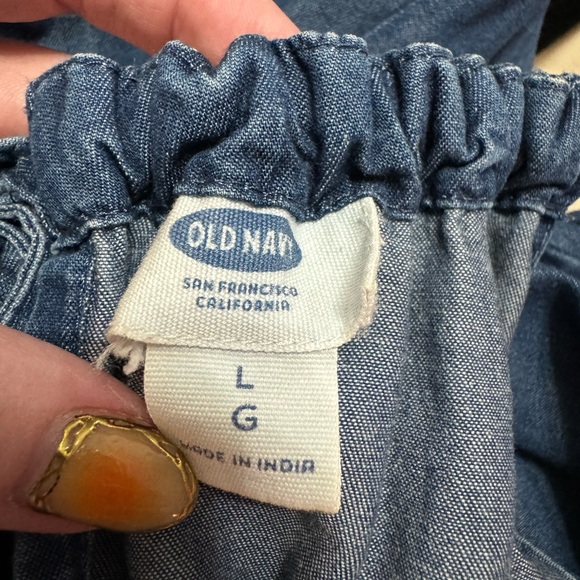 OLD NAVY
SAN FRANCISCO
CALIFORNIA
L
G
MADE IN INDIA